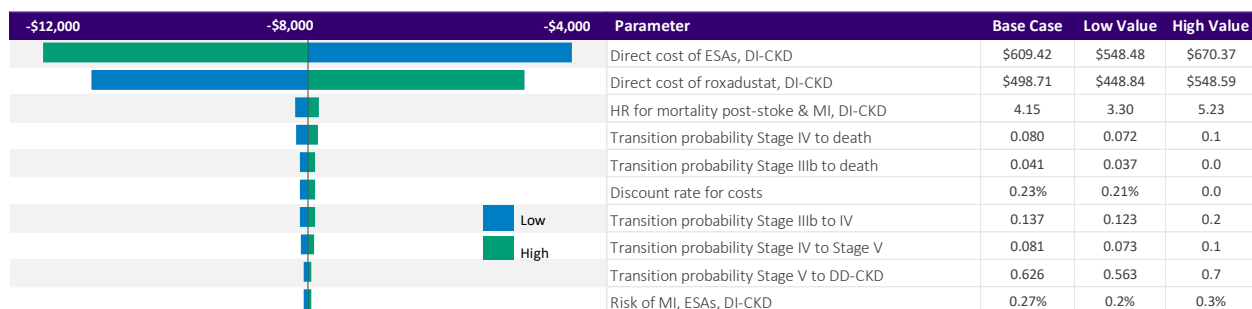 -$12,000 -$8,000 -$4,000 Parameter Base Case Low Value High Value
Direct cost of ESAs, DI-CKD $609.42 $548.48 $670.37
Direct cost of roxadustat, DI-CKD $498.71 $448.84 $548.59
HR for mortality post-stoke & MI, DI-CKD 4.15 3.30 5.23
Transition probability Stage IV to death 0.080 0.072 0.1
Transition probability Stage IIIb to death 0.041 0.037 0.0
Discount rate for costs 0.23% 0.21% 0.0
Low Transition probability Stage IIIb to IV 0.137 0.123 0.2
High Transition probability Stage IV to Stage V 0.081 0.073 0.1
Transition probability Stage V to DD-CKD 0.626 0.563 0.7
Risk of MI, ESAs, DI-CKD 0.27% 0.2% 0.3%